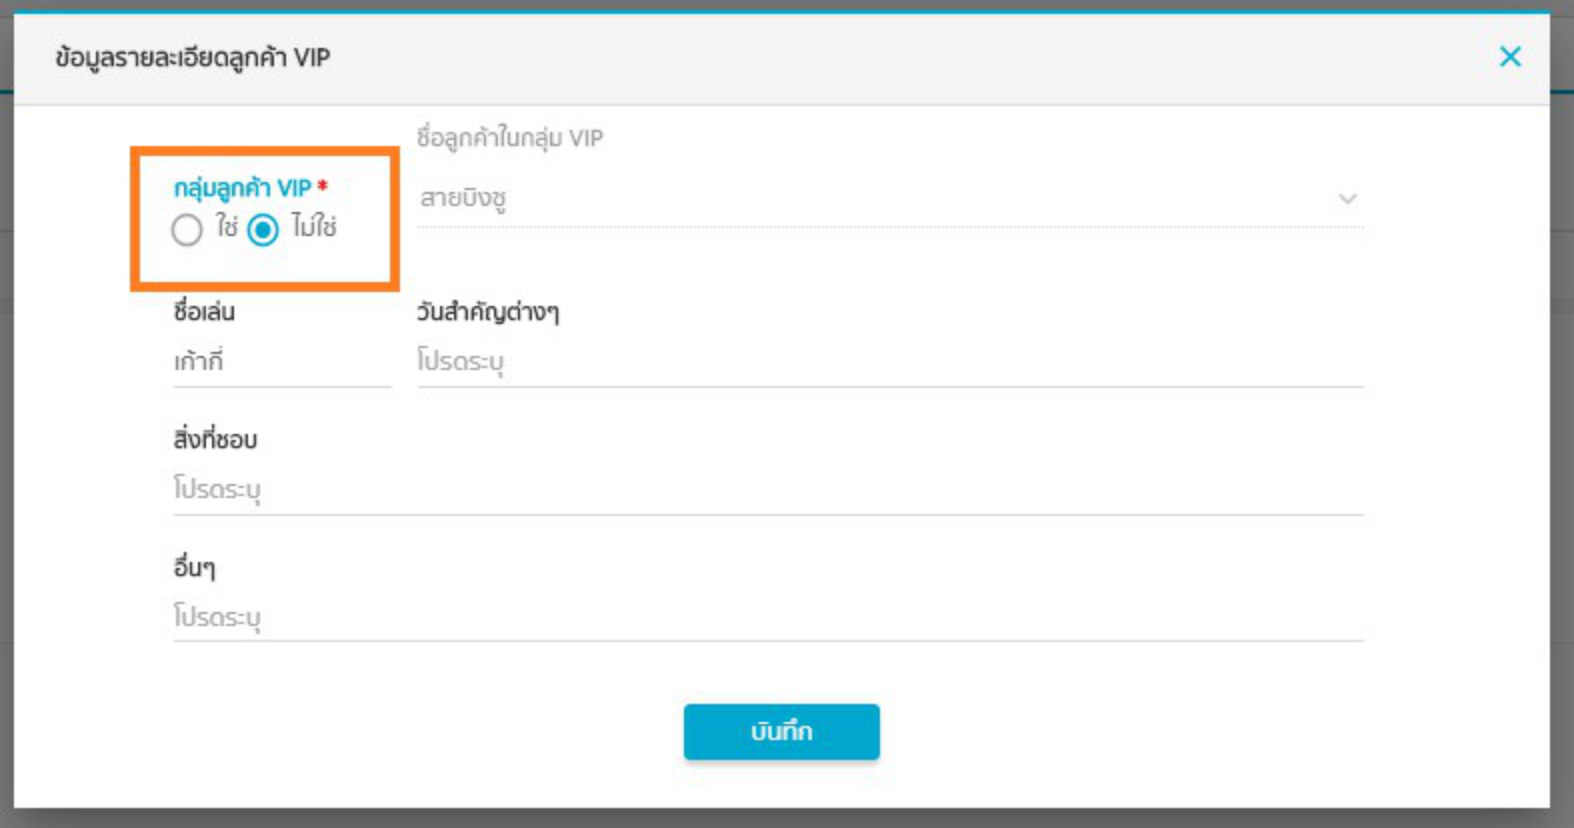 ข้อมูลรายละเอียดลูกค้า VIP
ชื่อลูกค้าในกลุ่ม VIP
กลุ่มลูกค้า VIP *
สายบิงซู
ใช่ ไม่ใช่
ชื่อเล่น วันสำคัญต่างๆ
เก้ากี่ โปรดระบุ
สิ่งที่ชอบ
โปรดระบุ
อื่นๆ
โปรดระบุ
บันทึก